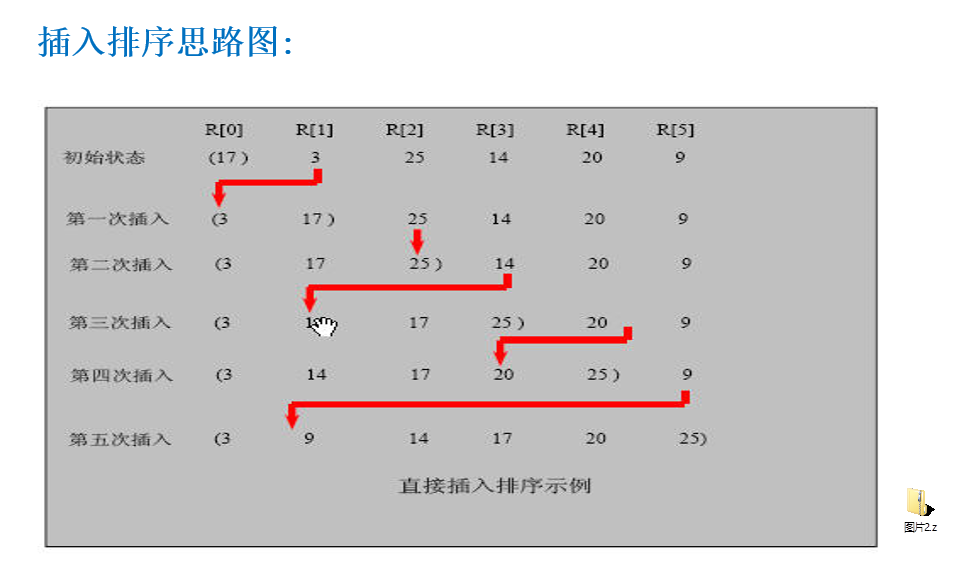 插入排序思路图:
R[0] R[1] R[2] R[3] R[4] R[5]
初始状态 (17) 3 25 14 20 9
第一次插入 (3 17) 25 14 20 9
第二次插入 (3 17 25) 14 20 9
第三次插入 (3 17 25) 20 9
第四次插入 (3 14 17 20 25) 9
第五次插入 (3 9 14 17 20 25)
直接插入排序示例
图片2.z